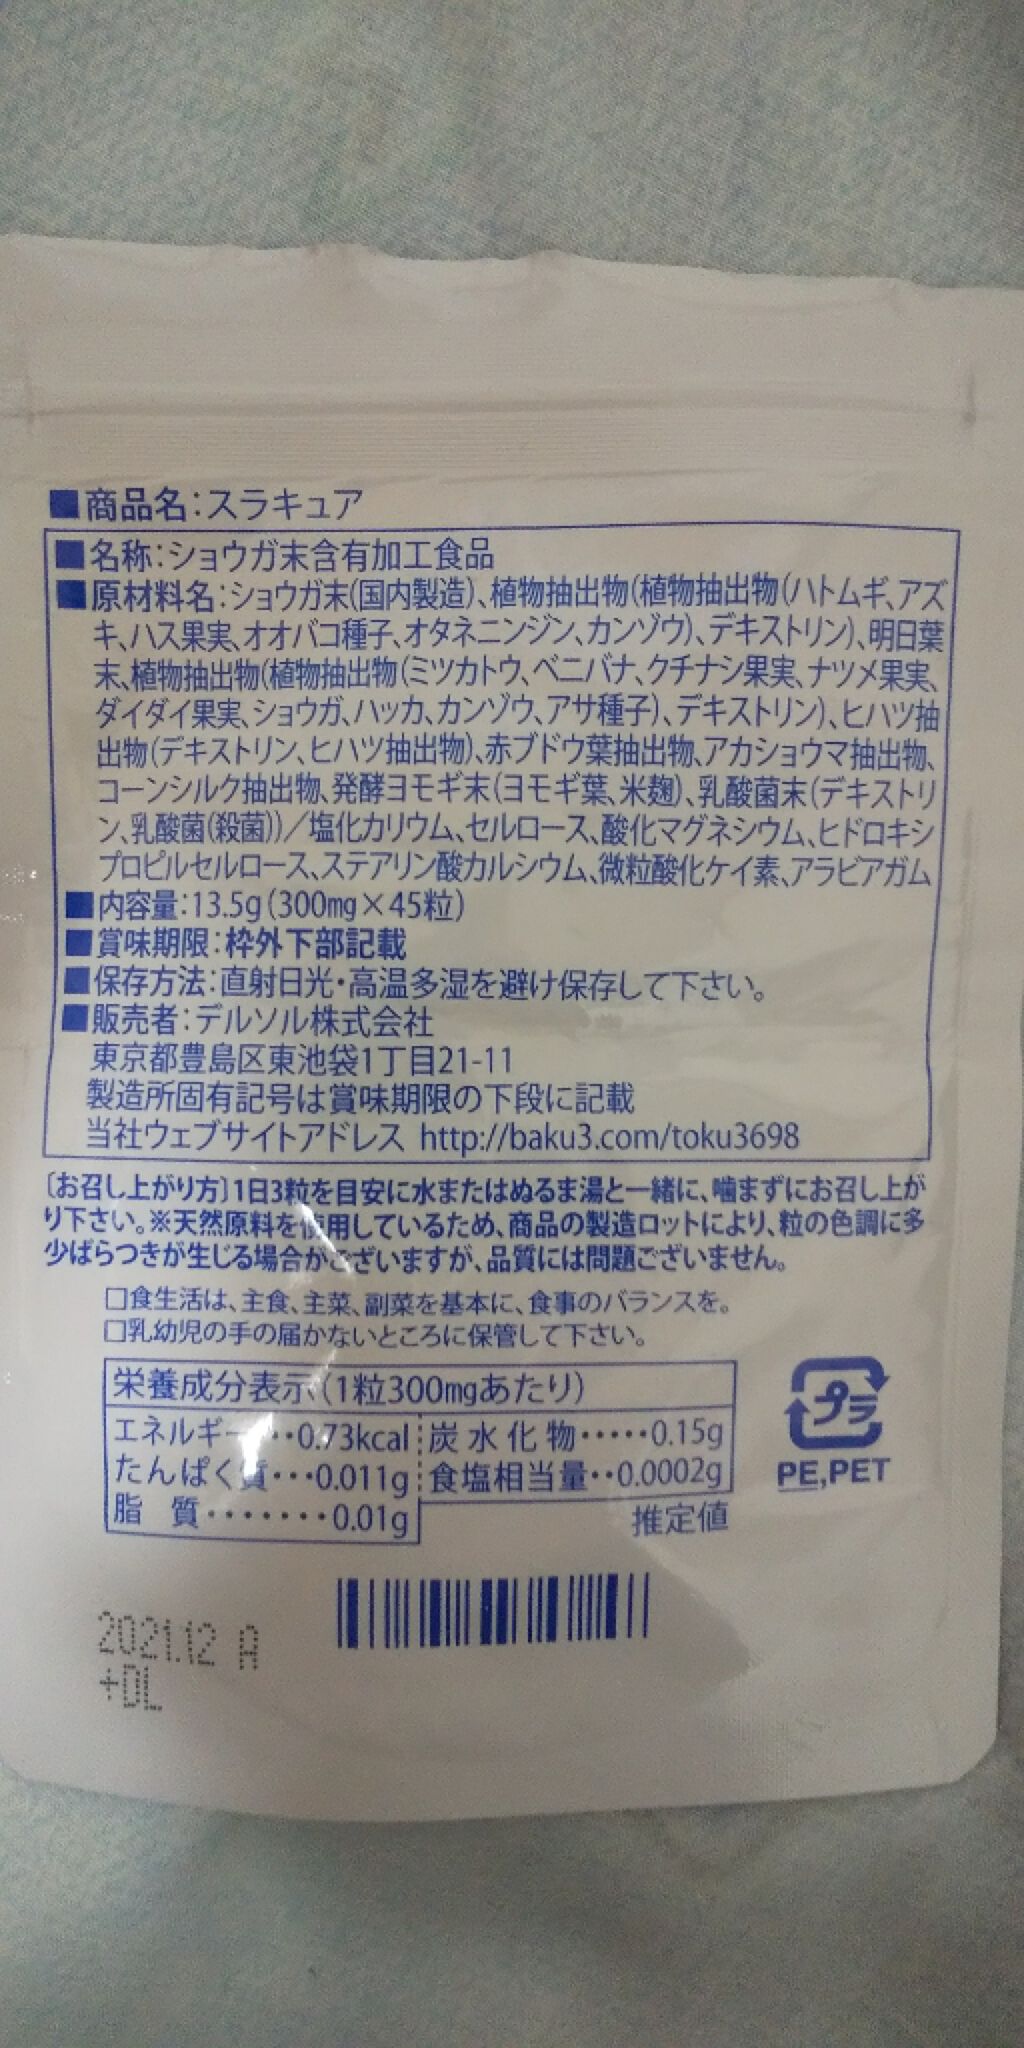 ■商品名：スラキュア
■名称：ショウガ末含有加工食品
■原材料名：ショウガ末(国内製造)、植物抽出物(植物抽出物(ハトムギ、アズ
キ、ハス果実、オオバコ種子、オタネニンジン、カンゾウ)、デキストリン)、明日葉
末、植物抽出物(植物抽出物(ミツカトウ、ベニバナ、クチナシ果実、ナツメ果実、
ダイダイ果実、ショウガ、ハッカ、カンゾウ、アサ種子)、デキストリン)、ヒハツ抽
出物(デキストリン、ヒハツ抽出物)、赤ブドウ葉抽出物、アカショウマ抽出物、
コーンシルク抽出物、発酵ヨモギ末(ヨモギ葉、米麹)、乳酸菌末(デキストリ
ン、乳酸菌(殺菌))／塩化カリウム、セルロース、酸化マグネシウム、ヒドロキシ
プロピルセルロース、ステアリン酸カルシウム、微粒酸化ケイ素、アラビアガム
■内容量：13.5g(300mg×45粒)
■賞味期限：枠外下部記載
■保存方法：直射日光・高温多湿を避け保存して下さい。
■販売者：デルソル株式会社
東京都豊島区東池袋1丁目21-11
製造所固有記号は賞味期限の下段に記載
当社ウェブサイトアドレス http://baku3.com/toku3698
〔お召し上がり方〕1日3粒を目安に水またはぬるま湯と一緒に、噛まずにお召し上が
り下さい。※天然原料を使用しているため、商品の製造ロットにより、粒の色調に多
少ばらつきが生じる場合がございますが、品質には問題ございません。
□食生活は、主食、主菜、副菜を基本に、食事のバランスを。
□乳幼児の手の届かないところに保管して下さい。
栄養成分表示(1粒300mgあたり)
エネルギー・・・0.73kcal 炭水化物・・・・・0.15g
たんぱく質・・・0.011g 食塩相当量・・0.0002g
脂 質・・・・・・・0.01g
推定値
プラ
PE,PET
2021.12 A
+DL